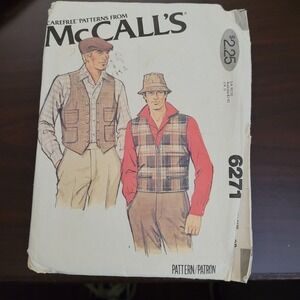 CAREFREE PATTERNS FROM
McCALL'S
$2.25
6271
PATTERN/PATRON